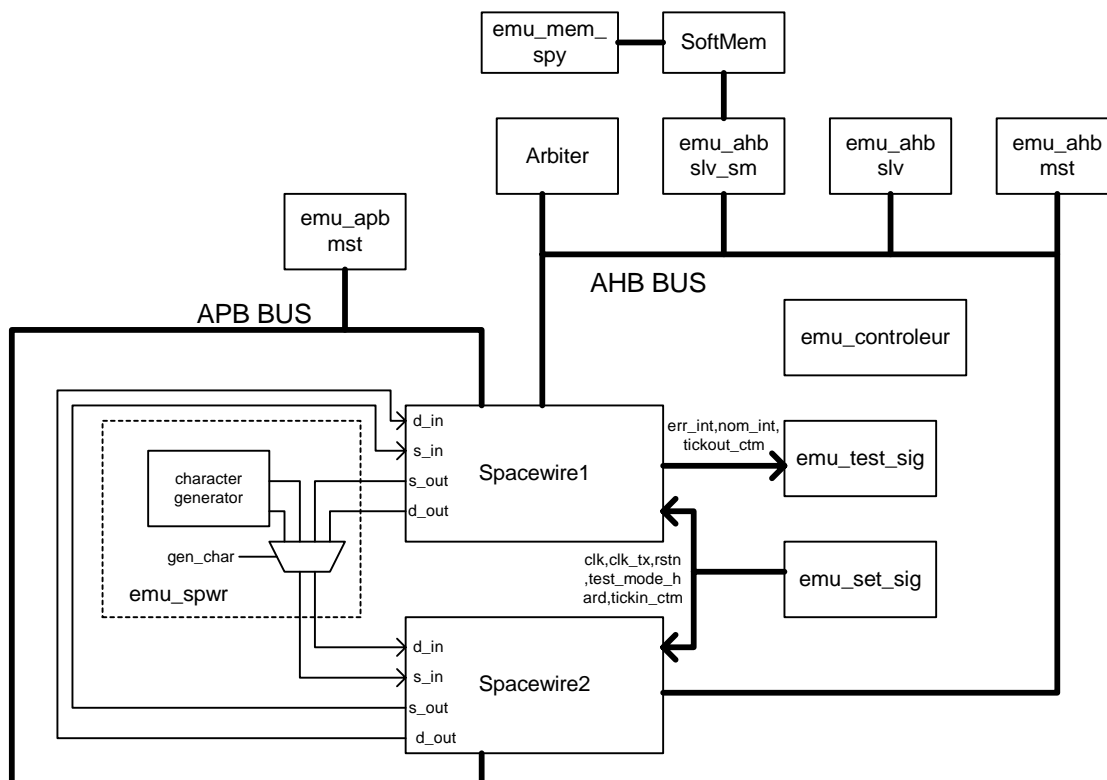 emu_mem_
spy
SoftMem
Arbiter
emu_ahb
slv_sm
emu_ahb
slv
emu_ahb
mst
emu_apb
mst
AHB BUS
APB BUS
emu_controleur
d_in
s_in
s_out
d_out
Spacewire1
err_int,nom_int,
tickout_ctm
emu_test_sig
character
generator
gen_char
emu_spwr
clk,clk_tx,rstn
,test_mode_h
ard,tickin_ctm
emu_set_sig
d_in
s_in
s_out
d_out
Spacewire2